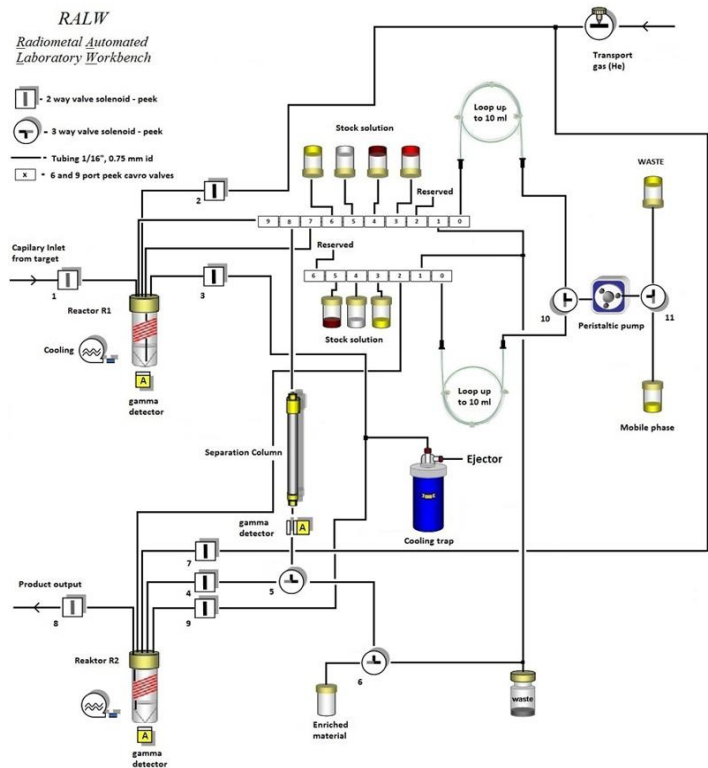 RALW
Radiometal Automated
Laboratory Workbench
- 2 way valve solenoid - peek
- 3 way valve solenoid - peek
- Tubing 1/16", 0.75 mm id
x - 6 and 9 port peek cavro valves
Transport
gas (He)
Loop up
to 10 ml
Stock solution
WASTE
2
Reserved
9 8 7 6 5 4 3 2 1 0
Capilary Inlet
from target
Reserved
1
3
6 5 4 3 2 1 0
Reactor R1
10
Peristaltic pump
11
Stock solution
Cooling
A
gamma
detector
Loop up
to 10 ml
Mobile phase
Separation Column
Ejector
gamma
detector
A
Cooling trap
7
Product output
4
5
8
9
Reaktor R2
6
waste
Enriched
material
A
gamma
detector